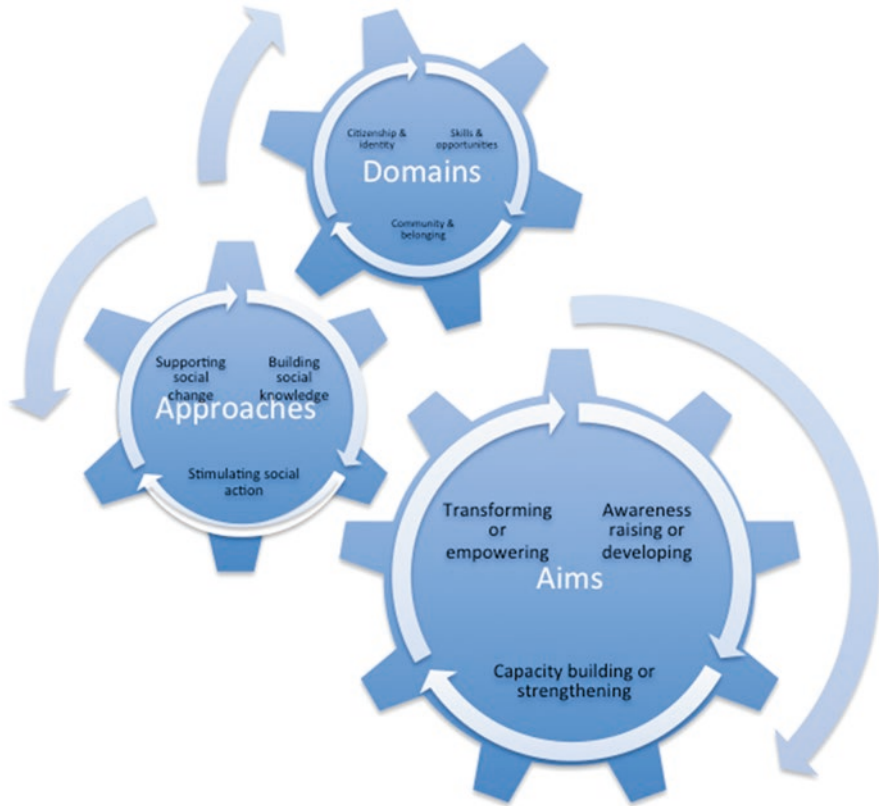 Citizenship &
identity
Skills &
opportunities
Domains
Community &
belonging
Supporting
social
change
Building
social
knowledge
Approaches
Stimulating social
action
Transforming
or
empowering
Awareness
raising or
developing
Aims
Capacity building or
strengthening